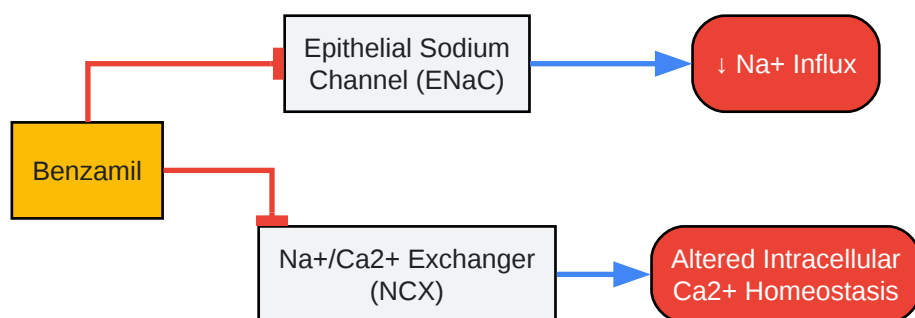 Epithelial Sodium
Channel (ENaC)
↓ Na+ Influx
Benzamil
Na+/Ca2+ Exchanger
(NCX)
Altered Intracellular
Ca2+ Homeostasis